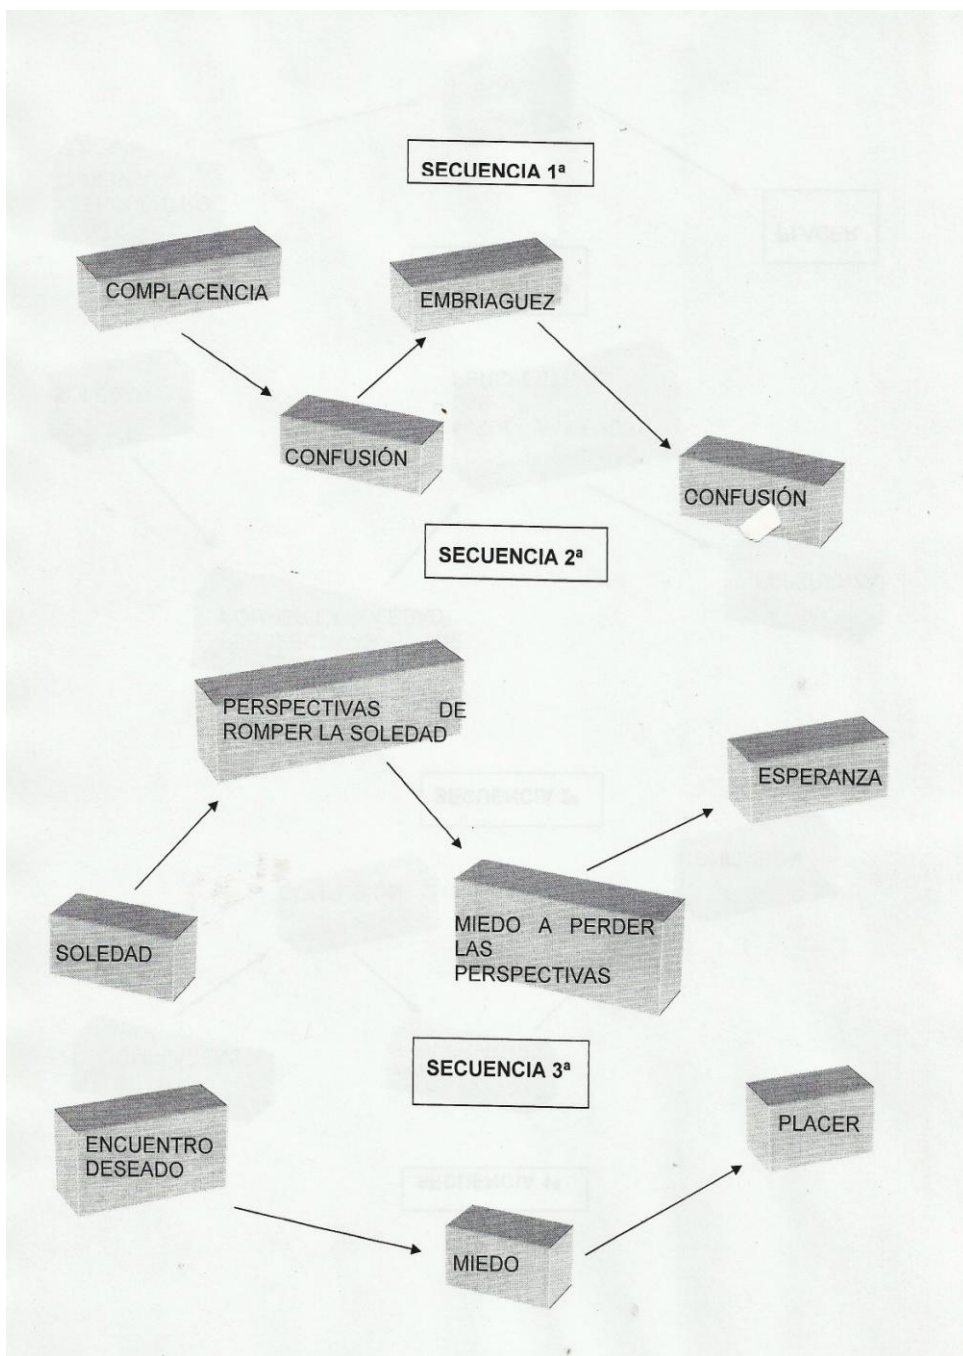 SECUENCIA 1ª
COMPLACENCIA
EMBRIAGUEZ
CONFUSIÓN
CONFUSIÓN
SECUENCIA 2ª
PERSPECTIVAS DE
ROMPER LA SOLEDAD
ESPERANZA
MIEDO A PERDER
LAS
PERSPECTIVAS
SOLEDAD
SECUENCIA 3ª
ENCUENTRO
DESEADO
PLACER
MIEDO